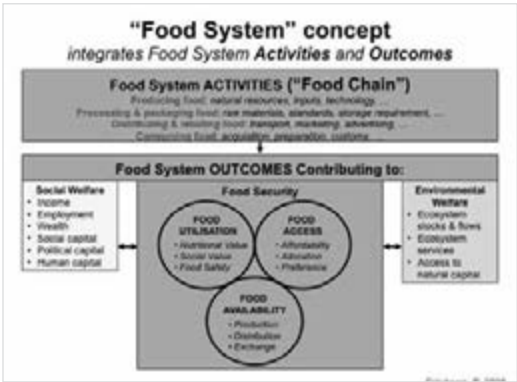 “Food System” concept
integrates Food System Activities and Outcomes
Food System ACTIVITIES (“Food Chain”)
Producing food: natural resources, inputs, technology, ...
Processing & packaging food: raw materials, standards, storage requirement, ...
Distributing & retailing food: transport, marketing, advertising, ...
Consuming food: acquisition, preparation, customs, ...
Food System OUTCOMES Contributing to:
Social Welfare
• Income
• Employment
• Wealth
• Social capital
• Political capital
• Human capital
Food Security
FOOD
UTILISATION
• Nutritional Value
• Social Value
• Food Safety
FOOD
ACCESS
• Affordability
• Allocation
• Preference
FOOD
AVAILABILITY
• Production
• Distribution
• Exchange
Environmental
Welfare
• Ecosystem
stocks & flows
• Ecosystem
services
• Access to
natural capital